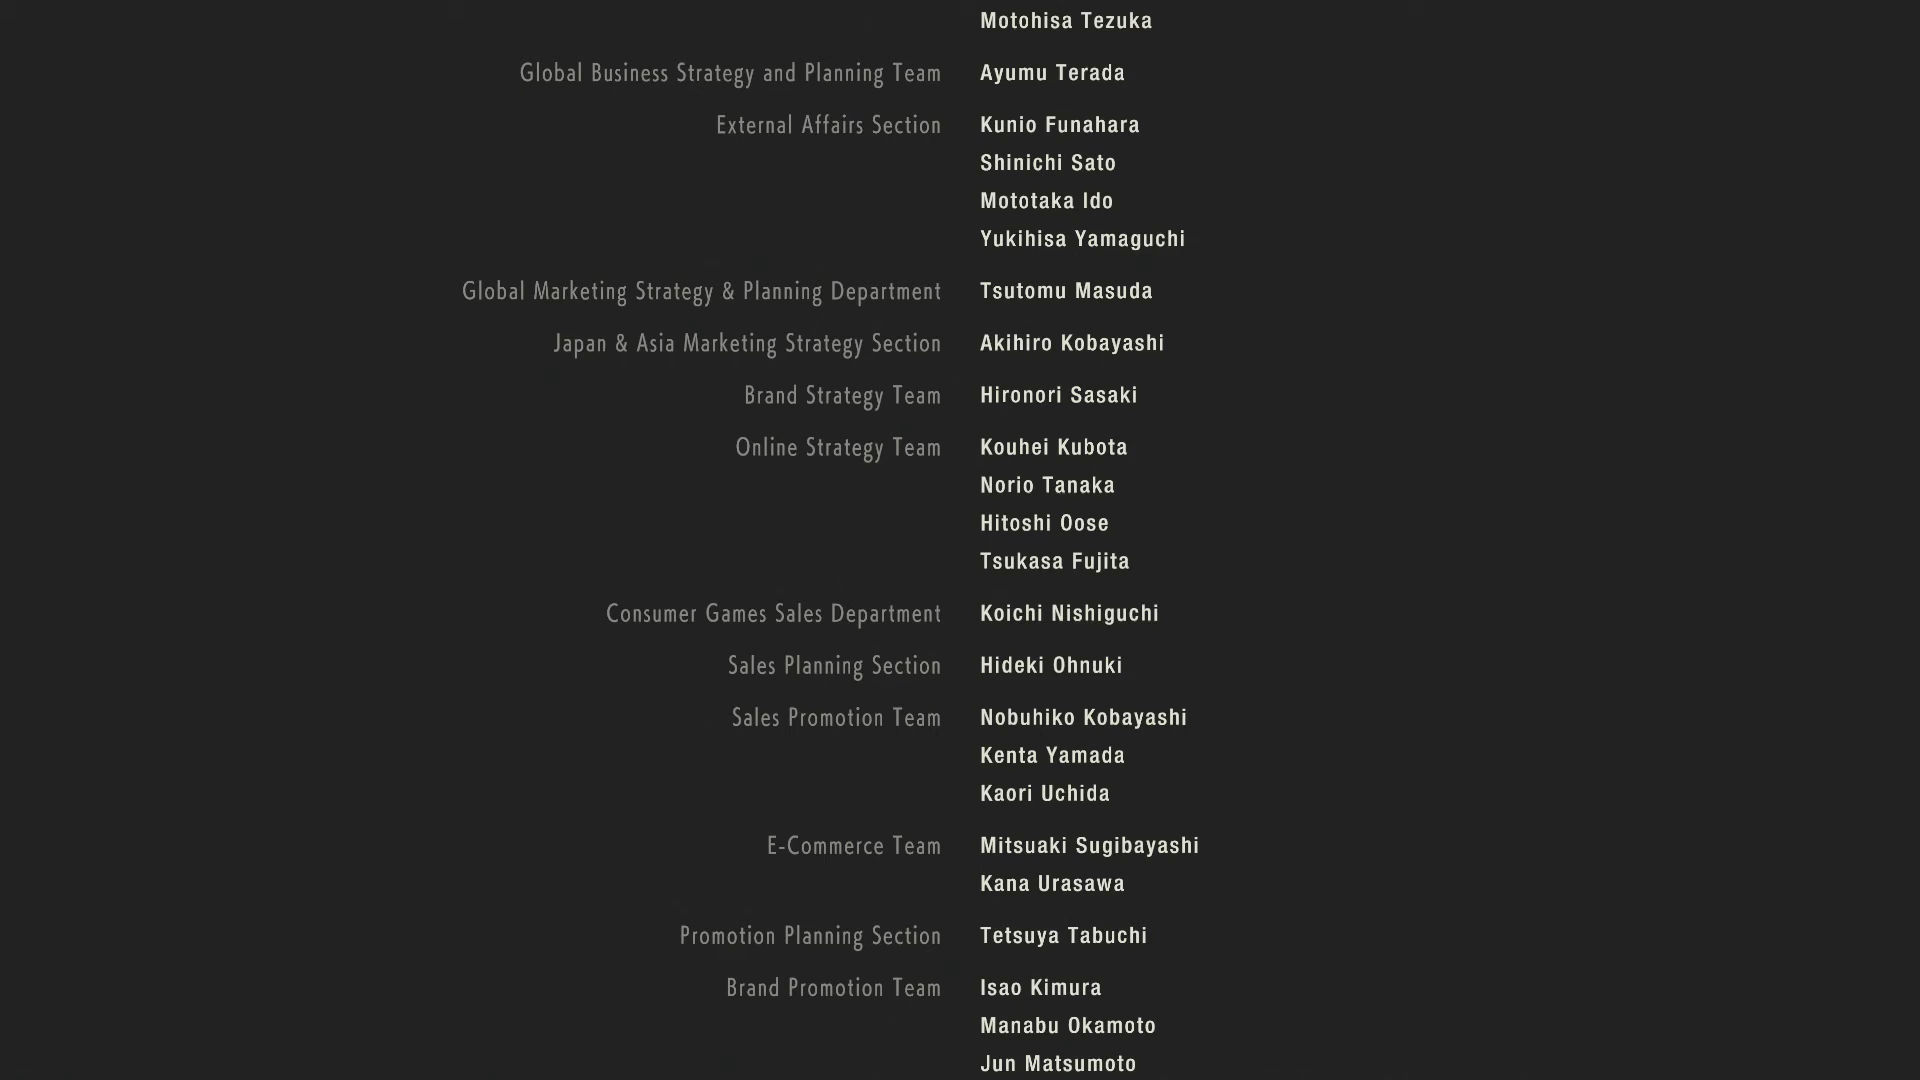 Motohisa Tezuka
Global Business Strategy and Planning Team Ayumu Terada
External Affairs Section Kunio Funahara
Shinichi Sato
Mototaka Ido
Yukihisa Yamaguchi
Global Marketing Strategy & Planning Department Tsutomu Masuda
Japan & Asia Marketing Strategy Section Akihiro Kobayashi
Brand Strategy Team Hironori Sasaki
Online Strategy Team Kouhei Kubota
Norio Tanaka
Hitoshi Oose
Tsukasa Fujita
Consumer Games Sales Department Koichi Nishiguchi
Sales Planning Section Hideki Ohnuki
Sales Promotion Team Nobuhiko Kobayashi
Kenta Yamada
Kaori Uchida
E-Commerce Team Mitsuaki Sugibayashi
Kana Urasawa
Promotion Planning Section Tetsuya Tabuchi
Brand Promotion Team Isao Kimura
Manabu Okamoto
Jun Matsumoto